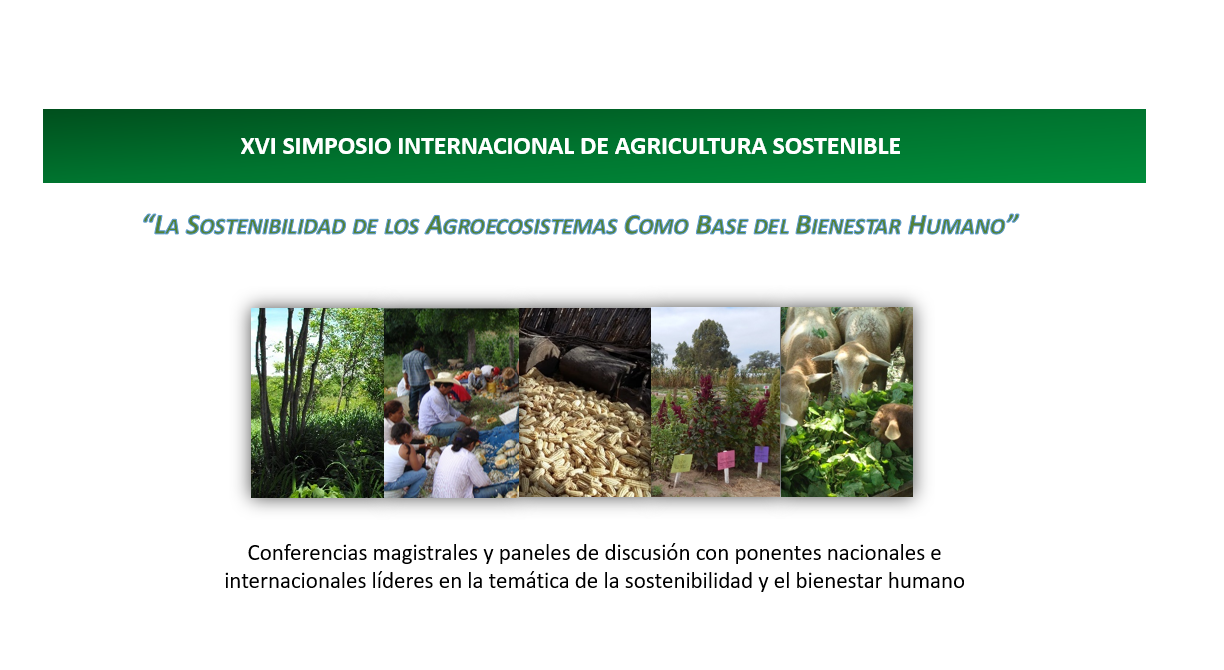 XVI SIMPOSIO INTERNACIONAL DE AGRICULTURA SOSTENIBLE
“La Sostenibilidad de los Agroecosistemas Como Base del Bienestar Humano”
Conferencias magistrales y paneles de discusión con ponentes nacionales e
internacionales líderes en la temática de la sostenibilidad y el bienestar humano